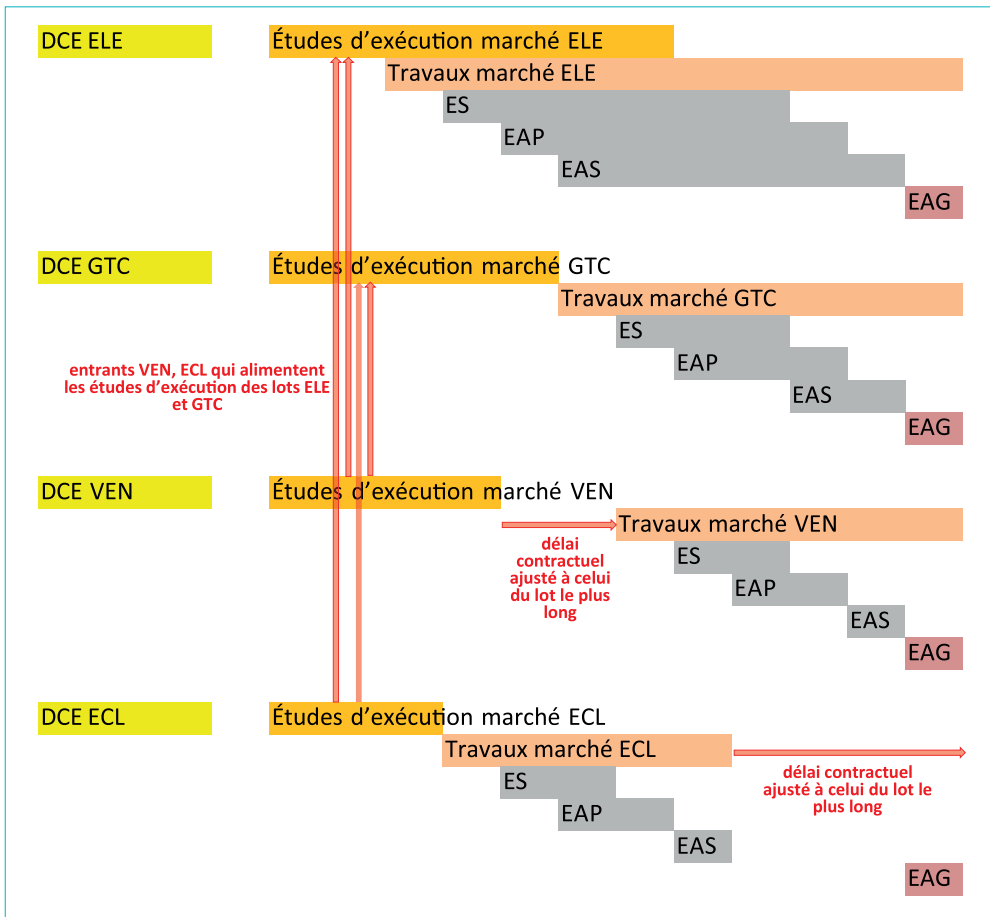 DCE ELE
Études d’exécution marché ELE
Travaux marché ELE
ES
EAP
EAS
EAG
DCE GTC
Études d’exécution marché GTC
Travaux marché GTC
ES
EAP
EAS
EAG
entrants VEN, ECL qui alimentent
les études d’exécution des lots ELE
et GTC
DCE VEN
Études d’exécution marché VEN
Travaux marché VEN
délai
contractuel
ajusté à celui
du lot le plus
long
ES
EAP
EAS
EAG
DCE ECL
Études d’exécution marché ECL
Travaux marché ECL
délai contractuel
ajusté à celui du lot le
plus long
ES
EAP
EAS
EAG